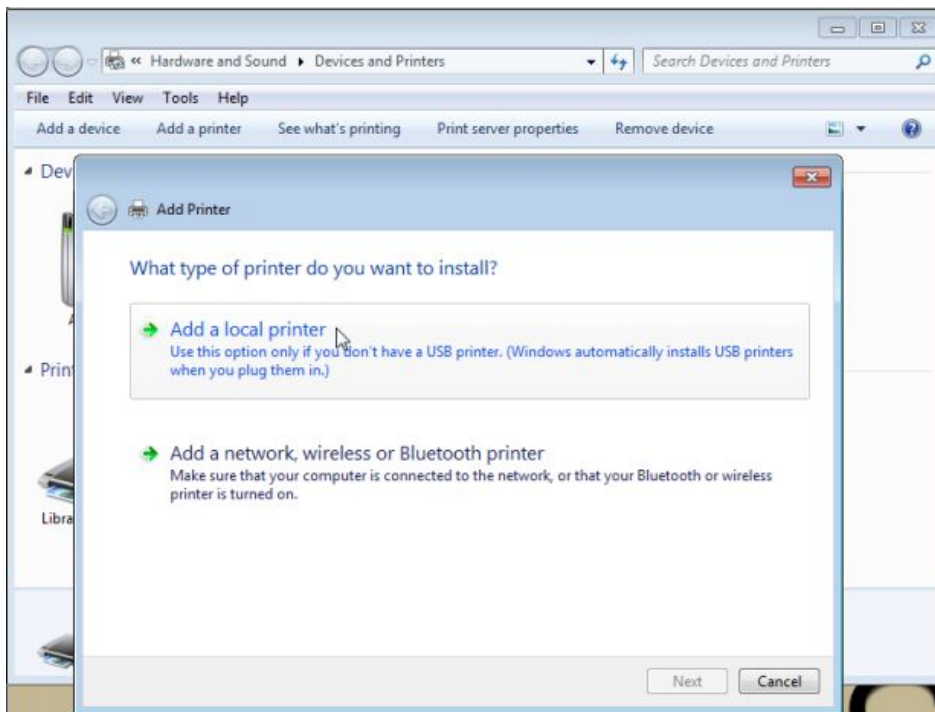 « Hardware and Sound ▸ Devices and Printers
Search Devices and Printers
File Edit View Tools Help
Add a device Add a printer See what's printing Print server properties Remove device
Dev
Add Printer
What type of printer do you want to install?
Add a local printer
Use this option only if you don't have a USB printer. (Windows automatically installs USB printers
when you plug them in.)
Print
Add a network, wireless or Bluetooth printer
Make sure that your computer is connected to the network, or that your Bluetooth or wireless
printer is turned on.
Libra
Next Cancel